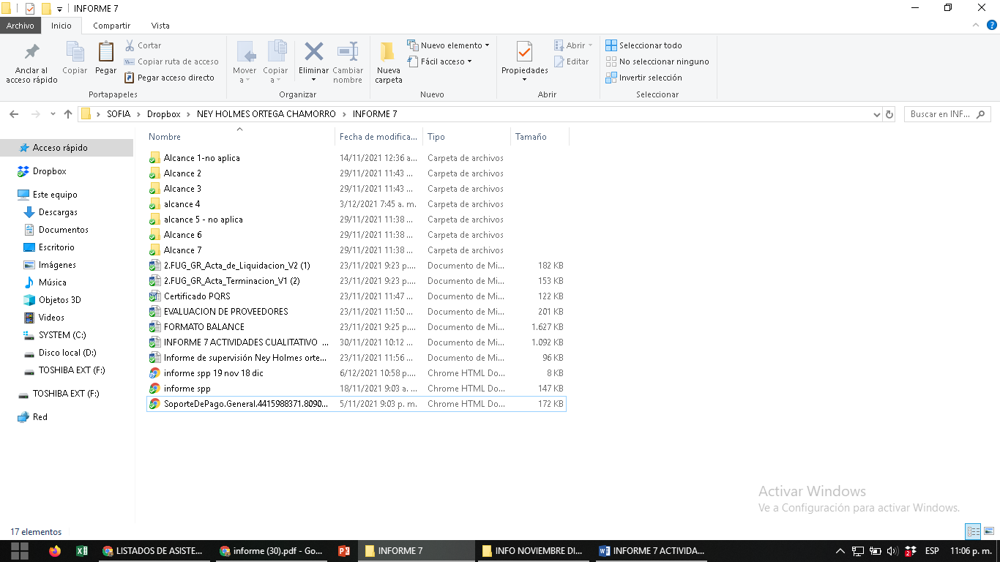 INFORME 7
Archivo Inicio Compartir Vista
Anclar al acceso rápido
Copiar
Pegar
Cortar
Copiar ruta de acceso
Pegar acceso directo
Portapapeles
Mover a
Copiar a
Eliminar
Cambiar nombre
Organizar
Nueva carpeta
Nuevo elemento
Fácil acceso
Nuevo
Propiedades
Abrir
Editar
Abrir
Seleccionar todo
No seleccionar ninguno
Invertir selección
Seleccionar
SOFIA > Dropbox > NEY HOLMES ORTEGA CHAMORRO > INFORME 7
Buscar en INF...
Acceso rápido
Dropbox
Este equipo
Descargas
Documentos
Escritorio
Imágenes
Música
Objetos 3D
Videos
SYSTEM (C:)
Disco local (D:)
TOSHIBA EXT (F:)
TOSHIBA EXT (F:)
Red
Nombre Fecha de modifica... Tipo Tamaño
Alcance 1-no aplica 14/11/2021 12:36 a... Carpeta de archivos
Alcance 2 29/11/2021 11:43 ... Carpeta de archivos
Alcance 3 29/11/2021 11:43 ... Carpeta de archivos
alcance 4 3/12/2021 7:45 a. m. Carpeta de archivos
alcance 5 - no aplica 29/11/2021 11:38 ... Carpeta de archivos
Alcance 6 29/11/2021 11:38 ... Carpeta de archivos
Alcance 7 29/11/2021 11:38 ... Carpeta de archivos
2.FUG_GR_Acta_de_Liquidacion_V2 (1) 23/11/2021 9:23 p.... Documento de Mi... 182 KB
2.FUG_GR_Acta_Terminacion_V1 (2) 23/11/2021 9:23 p.... Documento de Mi... 153 KB
Certificado PQRS 23/11/2021 11:47 ... Documento de Mi... 122 KB
EVALUACION DE PROVEEDORES 23/11/2021 11:50 ... Documento de Mi... 201 KB
FORMATO BALANCE 23/11/2021 9:25 p.... Documento de Mi... 1.627 KB
INFORME 7 ACTIVIDADES CUALITATIVO ... 30/11/2021 10:12 ... Documento de Mi... 1.092 KB
Informe de supervisión Ney Holmes orte... 23/11/2021 11:56 ... Documento de Mi... 96 KB
informe spp 19 nov 18 dic 6/12/2021 10:58 p.... Chrome HTML Do... 8 KB
informe spp 18/11/2021 9:03 a. ... Chrome HTML Do... 147 KB
SoporteDePago.General.4415988371.8090... 5/11/2021 9:03 p. m. Chrome HTML Do... 172 KB
Activar Windows
Ve a Configuración para activar Windows.
17 elementos
LISTADOS DE ASISTE... informe (30).pdf - Go... INFORME 7 INFO NOVIEMBRE DI... INFORME 7 ACTIVIDA... 2 ESP 11:06 p. m.